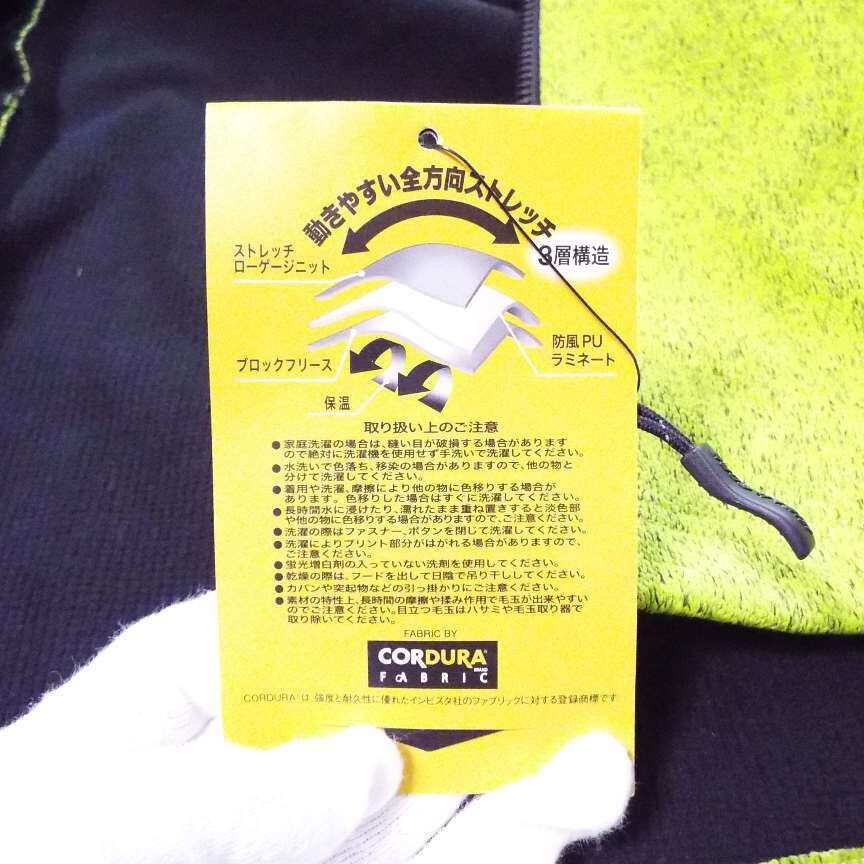 動きやすい全方向ストレッチ
3層構造
ストレッチ
ローゲージニット
防風PU
ラミネート
ブロックフリース
保温
取り扱い上のご注意
●家庭洗濯の場合は、縫い目が破損する場合があります
ので絶対に洗濯機を使用せず手洗いで洗濯してください。
●水洗いで色落ち、移染の場合がありますので、他の物と
分けて洗濯してください。
●着用や洗濯、摩擦により他の物に色移りする場合が
あります。色移りした場合はすぐに洗濯してください。
●長時間水に浸けたり、濡れたまま重ね置きすると淡色部
や他の物に色移りする場合がありますので、ご注意ください。
●洗濯の際はファスナー、ボタンを閉じて洗濯してください。
●洗濯によりプリント部分がはがれる場合がありますので、
ご注意ください。
●蛍光増白剤の入っていない洗剤を使用してください。
●乾燥の際は、フードを出して日陰で吊り干ししてください。
●カバンや突起物などの引っ掛かりにご注意ください。
●素材の特性上、長時間の摩擦や揉み作用で毛玉が出来やすい
のでご注意ください。目立つ毛玉はハサミや毛玉取り器で
取り除いてください。
FABRIC BY
CORDURA®
BRAND
FABRIC
CORDURA®は、強度と耐久性に優れたインビスタ社のファブリックに対する登録商標です